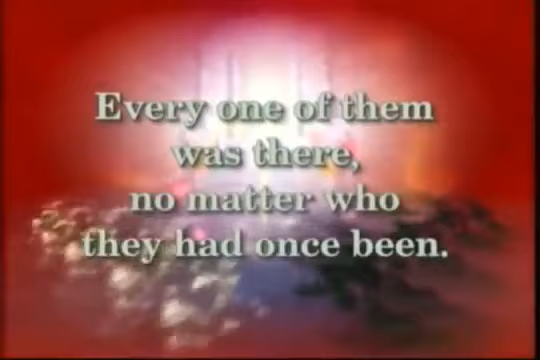 Every one of them
was there,
no matter who
they had once been.